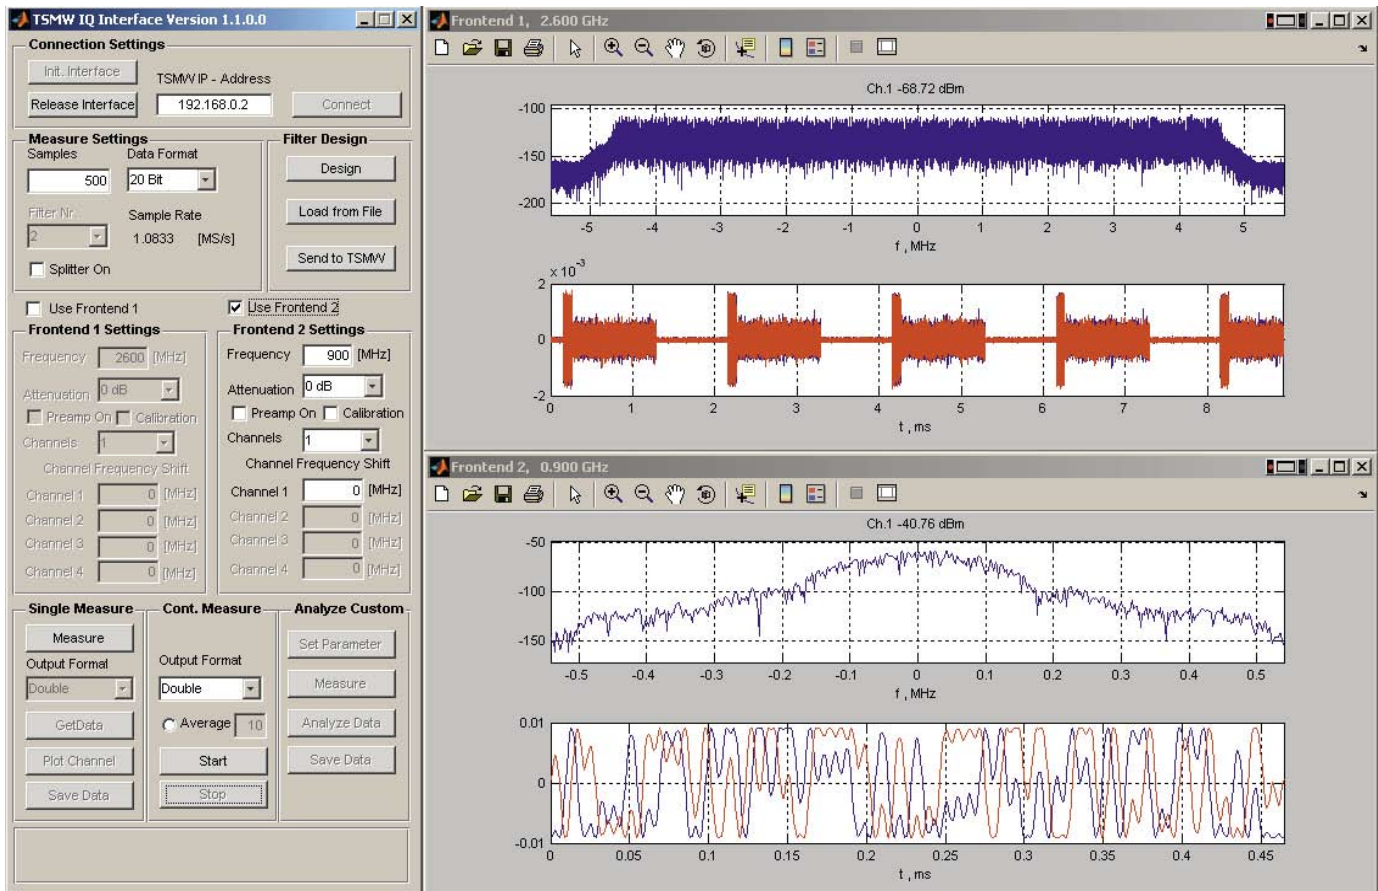 TSMW IQ Interface Version 1.1.0.0
Connection Settings
Init. Interface
TSMW IP - Address
Release Interface 192.168.0.2 Connect
Measure Settings
Samples Data Format
500 20 Bit
Filter Nr. Sample Rate
2 1.0833 [MS/s]
Splitter On
Filter Design
Design
Load from File
Send to TSMW
Use Frontend 1 Use Frontend 2
Frontend 1 Settings
Frequency 2600 [MHz]
Attenuation 0 dB
Preamp On Calibration
Channels 1
Channel Frequency Shift
Channel 1 0 [MHz]
Channel 2 0 [MHz]
Channel 3 0 [MHz]
Channel 4 0 [MHz]
Frontend 2 Settings
Frequency 900 [MHz]
Attenuation 0 dB
Preamp On Calibration
Channels 1
Channel Frequency Shift
Channel 1 0 [MHz]
Channel 2 0 [MHz]
Channel 3 0 [MHz]
Channel 4 0 [MHz]
Single Measure
Measure
Output Format
Double
GetData
Plot Channel
Save Data
Cont. Measure
Output Format
Double
Average 10
Start
Stop
Analyze Custom
Set Parameter
Measure
Analyze Data
Save Data
Frontend 1, 2.600 GHz
Ch.1 -68.72 dBm
-100
-150
-200
-5 -4 -3 -2 -1 0 1 2 3 4 5
f , MHz
x 10-3
2
0
-2
0 1 2 3 4 5 6 7 8
t , ms
Frontend 2, 0.900 GHz
Ch.1 -40.76 dBm
-50
-100
-150
-0.5 -0.4 -0.3 -0.2 -0.1 0 0.1 0.2 0.3 0.4 0.5
f , MHz
0.01
0
-0.01
0 0.05 0.1 0.15 0.2 0.25 0.3 0.35 0.4 0.45
t , ms